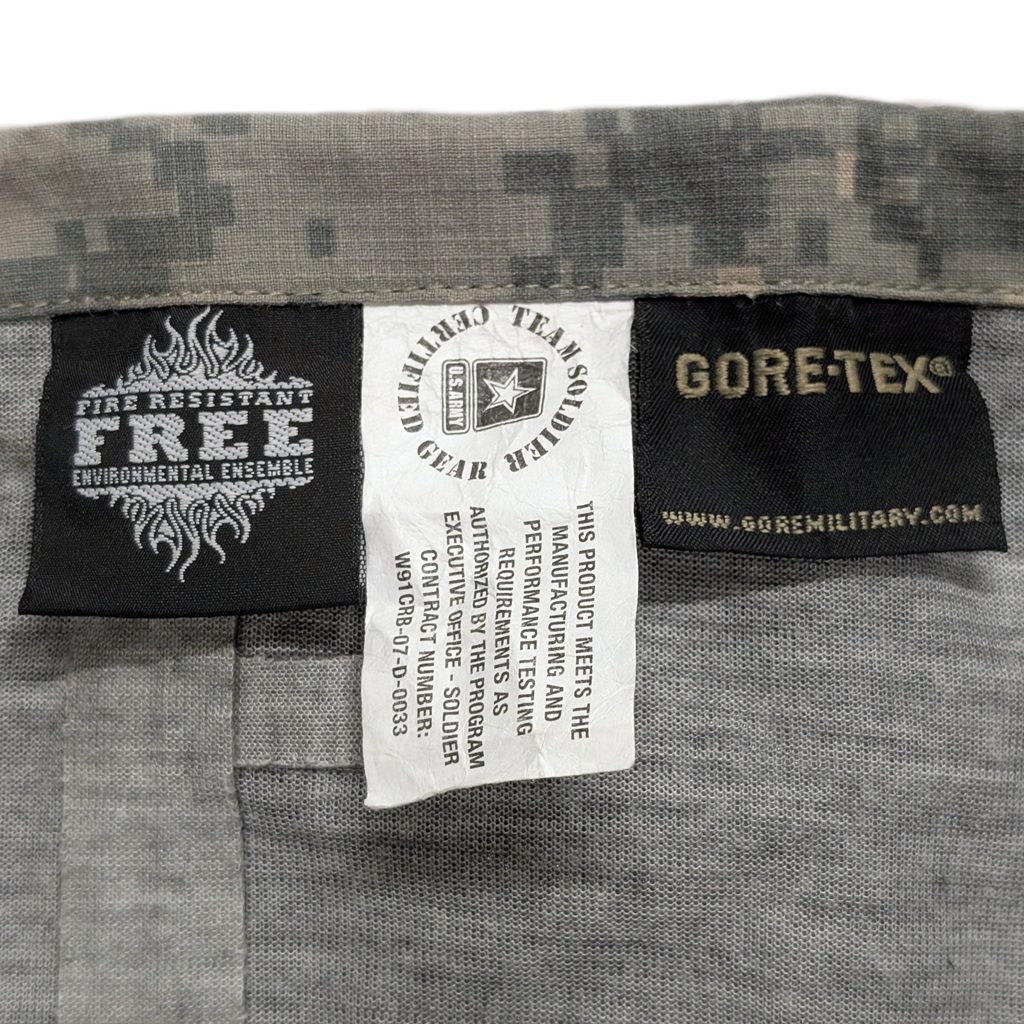 FIRE RESISTANT
FREE
ENVIRONMENTAL ENSEMBLE
CERTIFIED GEAR
TEAM SOLDIER
U.S.ARMY
THIS PRODUCT MEETS THE
MANUFACTURING AND
PERFORMANCE TESTING
REQUIREMENTS AS
AUTHORIZED BY THE PROGRAM
EXECUTIVE OFFICE - SOLDIER
CONTRACT NUMBER:
W91CRB-07-D-0033
GORE-TEX®
WWW.GOREMILITARY.COM